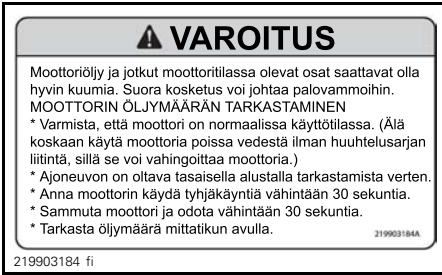 VAROITUS
Moottoriöljy ja jotkut moottoritilassa olevat osat saattavat olla
hyvin kuumia. Suora kosketus voi johtaa palovammoihin.
MOOTTORIN ÖLJYMÄÄRÄN TARKASTAMINEN
* Varmista, että moottori on normaalissa käyttötilassa. (Älä
koskaan käytä moottoria poissa vedestä ilman huuhtelusarjan
liitintä, sillä se voi vahingoittaa moottoria.)
* Ajoneuvon on oltava tasaisella alustalla tarkastamista verten.
* Anna moottorin käydä tyhjäkäyntiä vähintään 30 sekuntia.
* Sammuta moottori ja odota vähintään 30 sekuntia.
* Tarkasta öljymäärä mittatikun avulla.
219903184A
219903184 fi